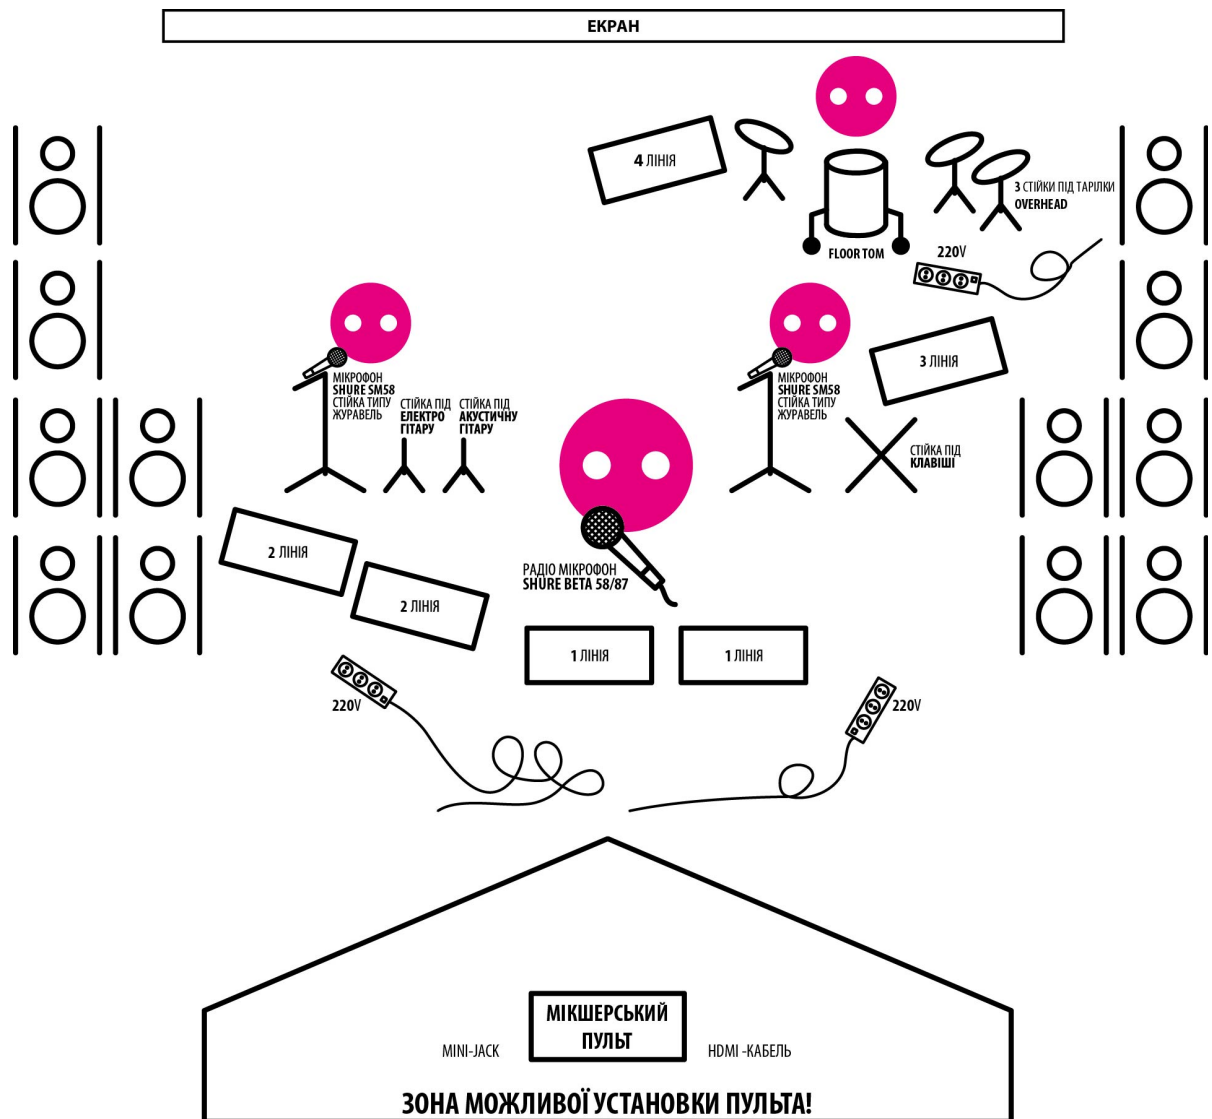 ЕКРАН
4 ЛІНІЯ
3 СТІЙКИ ПІД ТАРІЛКИ
OVERHEAD
FLOOR TOM
220V
3 ЛІНІЯ
МІКРОФОН
SHURE SM58
СТІЙКА ТИПУ
ЖУРАВЕЛЬ
СТІЙКА ПІД
ЕЛЕКТРО
ГІТАРУ
СТІЙКА ПІД
АКУСТИЧНУ
ГІТАРУ
МІКРОФОН
SHURE SM58
СТІЙКА ТИПУ
ЖУРАВЕЛЬ
СТІЙКА ПІД
КЛАВІШІ
2 ЛІНІЯ
2 ЛІНІЯ
РАДІО МІКРОФОН
SHURE BETA 58/87
1 ЛІНІЯ
1 ЛІНІЯ
220V
220V
МІКШЕРСЬКИЙ
ПУЛЬТ
MINI-JACK
HDMI -КАБЕЛЬ
ЗОНА МОЖЛИВОЇ УСТАНОВКИ ПУЛЬТА!